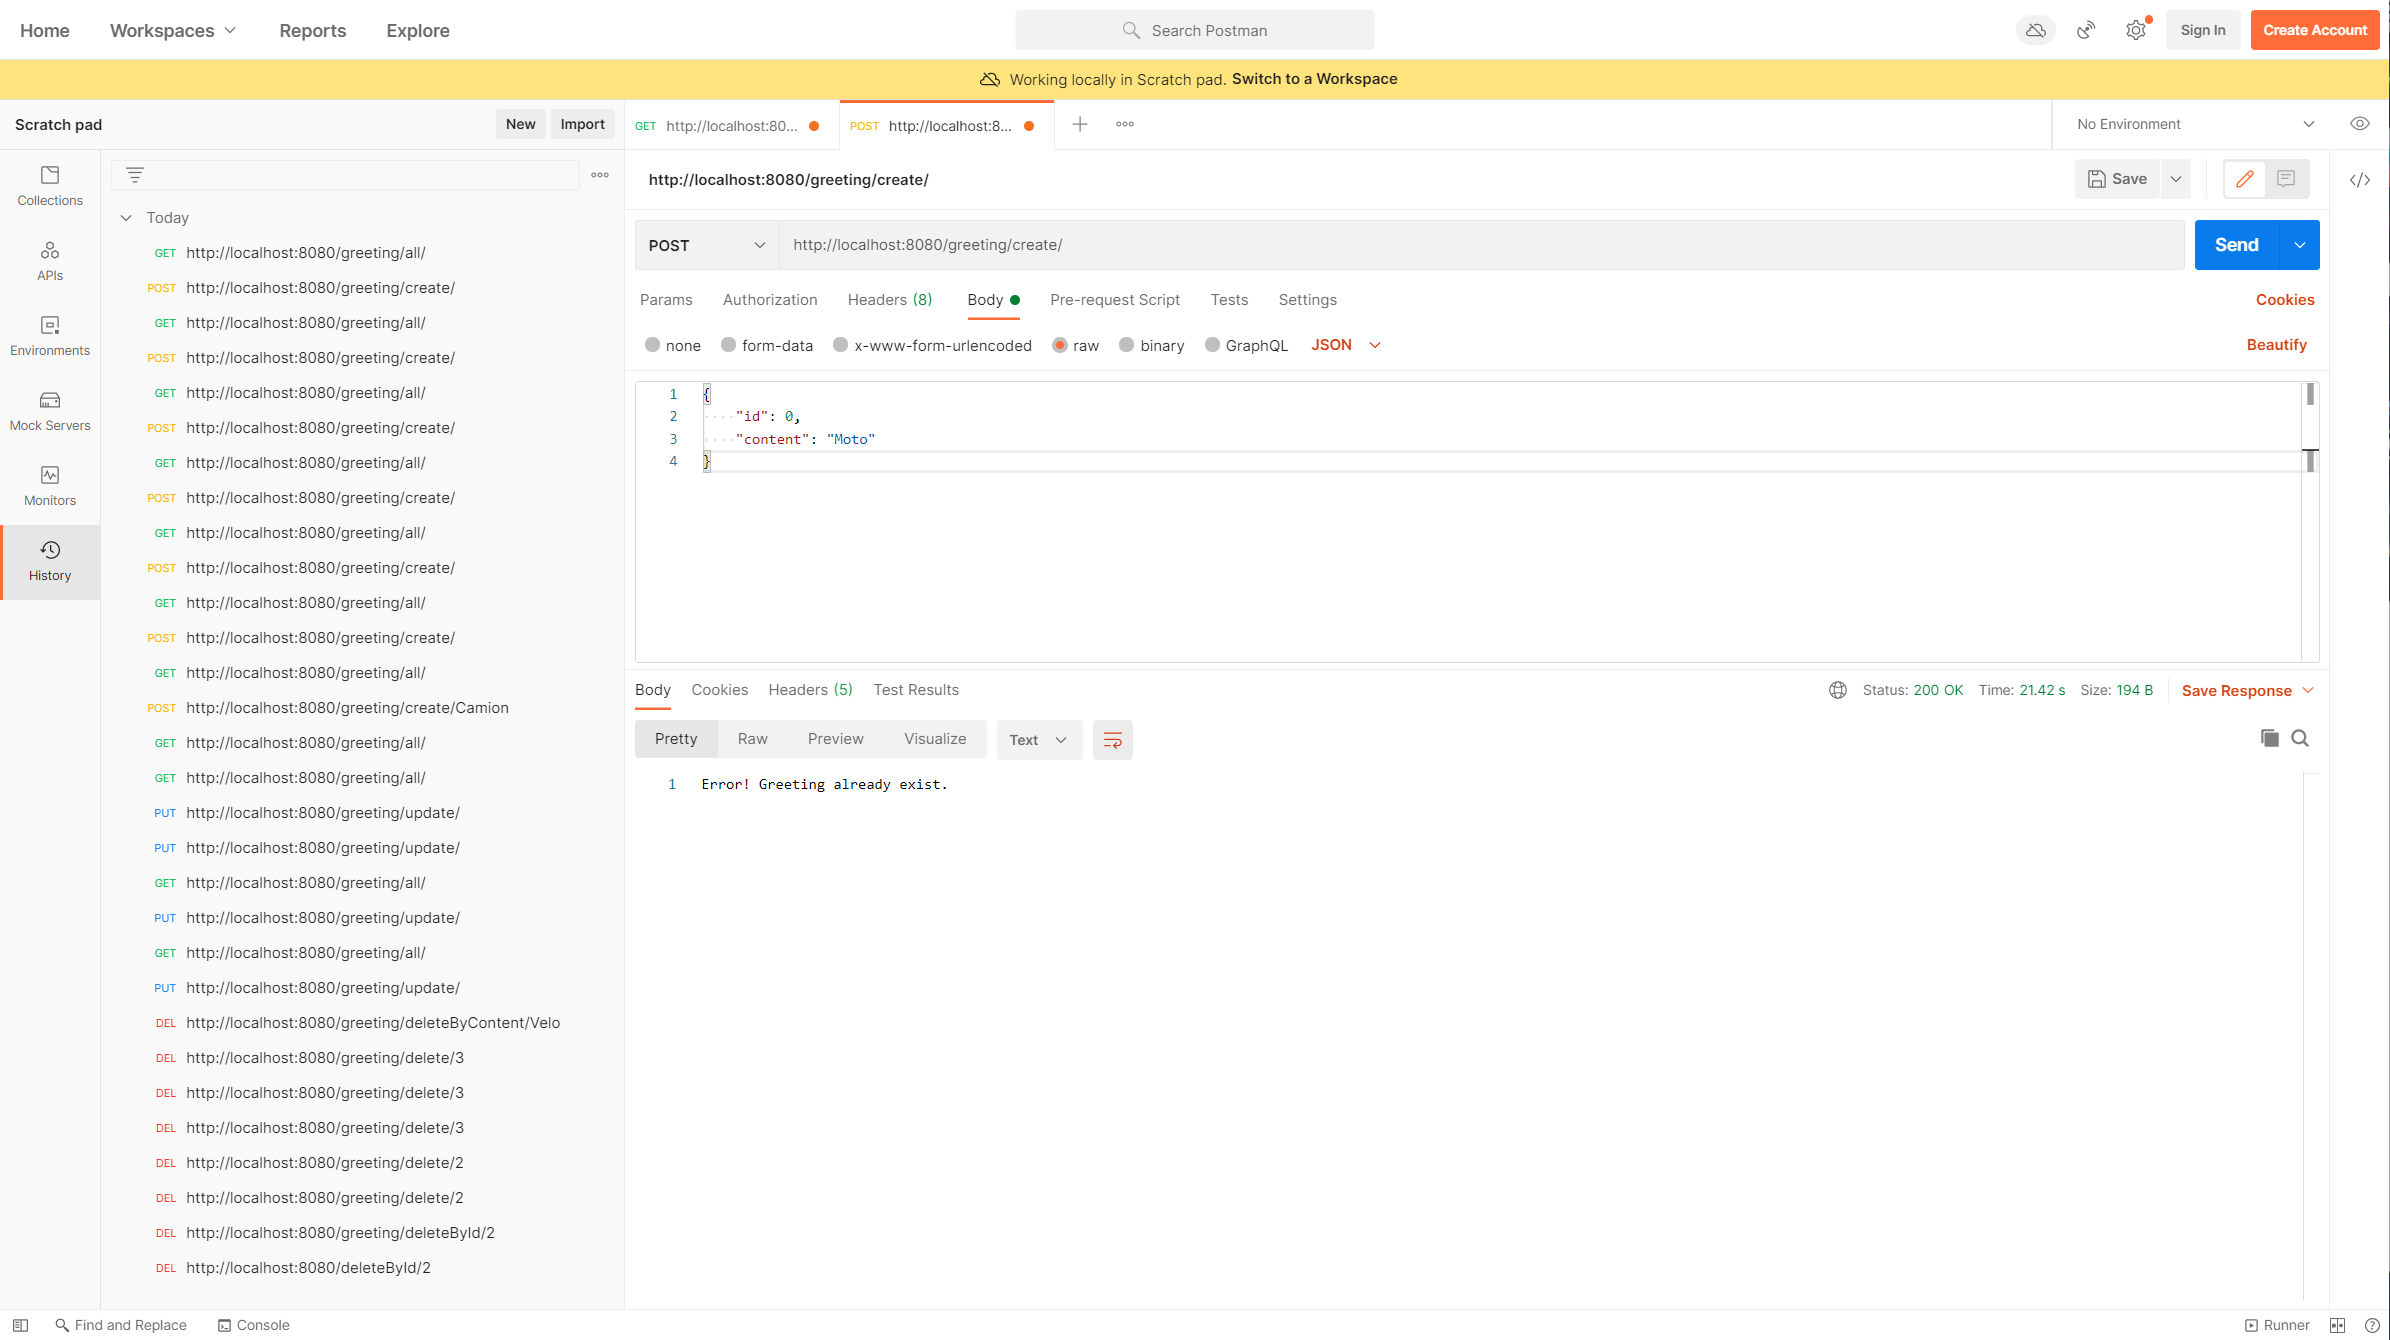 Home Workspaces Reports Explore Search Postman Sign In Create Account
Working locally in Scratch pad. Switch to a Workspace
Scratch pad New Import GET http://localhost:80... POST http://localhost:8... No Environment
http://localhost:8080/greeting/create/ Save
POST http://localhost:8080/greeting/create/ Send
Params Authorization Headers (8) Body Pre-request Script Tests Settings Cookies
none form-data x-www-form-urlencoded raw binary GraphQL JSON Beautify
1 {
2 "id": 0,
3 "content": "Moto"
4 }
Body Cookies Headers (5) Test Results Status: 200 OK Time: 21.42 s Size: 194 B Save Response
Pretty Raw Preview Visualize Text
1 Error! Greeting already exist.
Collections
APIs
Environments
Mock Servers
Monitors
History
Today
GET http://localhost:8080/greeting/all/
POST http://localhost:8080/greeting/create/
GET http://localhost:8080/greeting/all/
POST http://localhost:8080/greeting/create/
GET http://localhost:8080/greeting/all/
POST http://localhost:8080/greeting/create/
GET http://localhost:8080/greeting/all/
POST http://localhost:8080/greeting/create/
GET http://localhost:8080/greeting/all/
POST http://localhost:8080/greeting/create/
GET http://localhost:8080/greeting/all/
POST http://localhost:8080/greeting/create/
GET http://localhost:8080/greeting/all/
POST http://localhost:8080/greeting/create/Camion
GET http://localhost:8080/greeting/all/
GET http://localhost:8080/greeting/all/
PUT http://localhost:8080/greeting/update/
PUT http://localhost:8080/greeting/update/
GET http://localhost:8080/greeting/all/
PUT http://localhost:8080/greeting/update/
GET http://localhost:8080/greeting/all/
PUT http://localhost:8080/greeting/update/
DEL http://localhost:8080/greeting/deleteByContent/Velo
DEL http://localhost:8080/greeting/delete/3
DEL http://localhost:8080/greeting/delete/3
DEL http://localhost:8080/greeting/delete/3
DEL http://localhost:8080/greeting/delete/2
DEL http://localhost:8080/greeting/delete/2
DEL http://localhost:8080/greeting/deleteById/2
DEL http://localhost:8080/deleteById/2
Find and Replace Console Runner